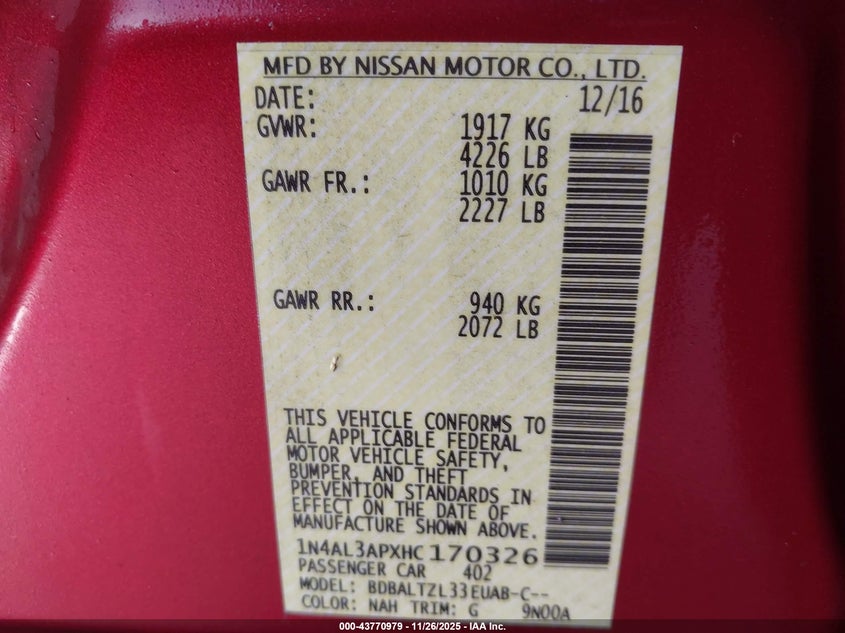 MFD BY NISSAN MOTOR CO., LTD.
DATE: 12/16
GVWR: 1917 KG
4226 LB
GAWR FR.: 1010 KG
2227 LB
GAWR RR.: 940 KG
2072 LB
THIS VEHICLE CONFORMS TO
ALL APPLICABLE FEDERAL
MOTOR VEHICLE SAFETY,
BUMPER, AND THEFT
PREVENTION STANDARDS IN
EFFECT ON THE DATE OF
MANUFACTURE SHOWN ABOVE.
1N4AL3APXHC170326
PASSENGER CAR 402
MODEL: BDBALTZL33EUAB-C--
COLOR: NAH TRIM: G 9N00A
000-43770979 - 11/26/2025 - IAA Inc.